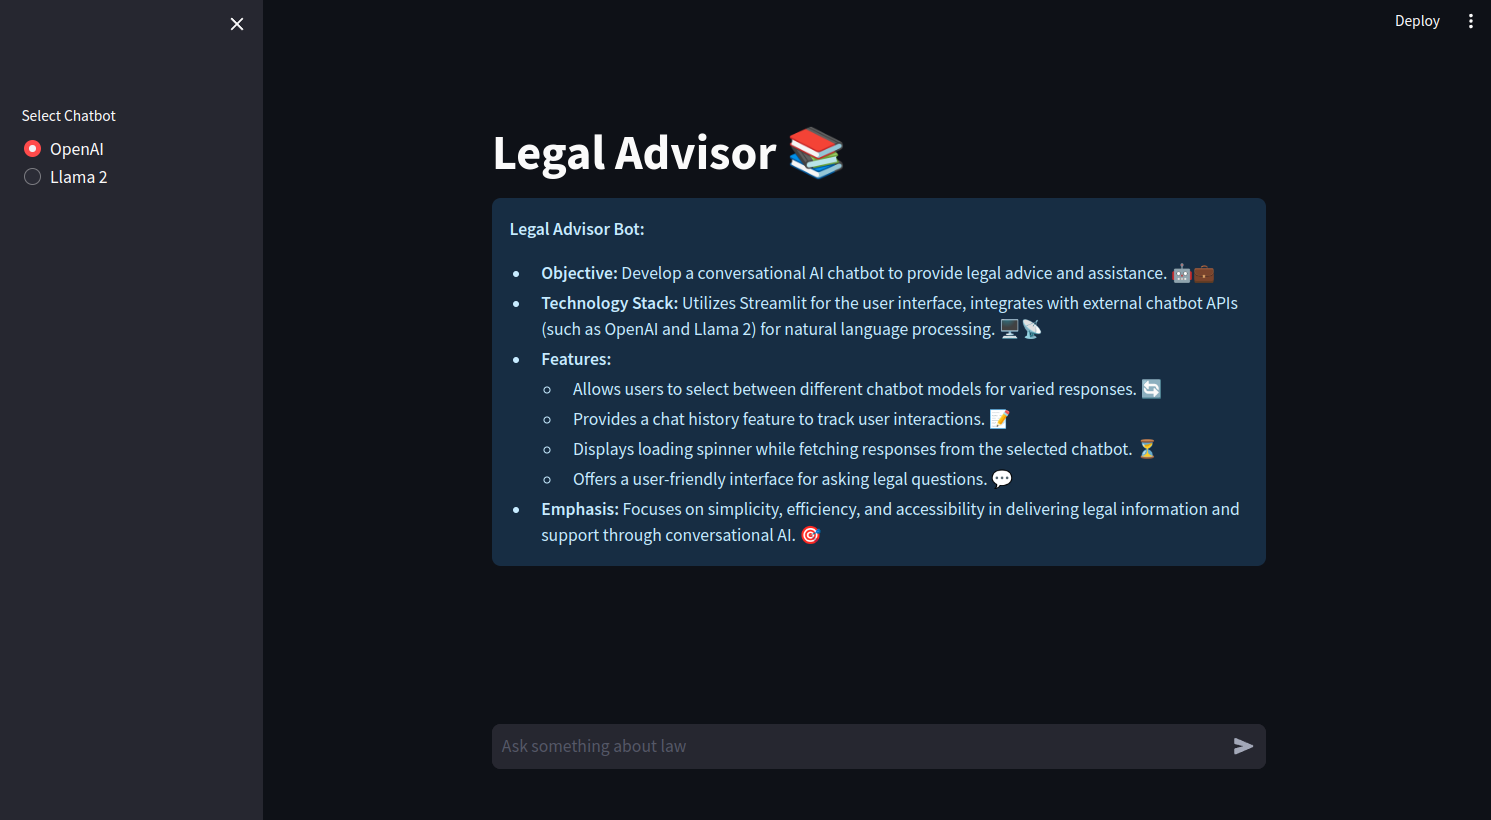 Deploy
Select Chatbot
OpenAI
Llama 2
Legal Advisor 📚
Legal Advisor Bot:
Objective: Develop a conversational AI chatbot to provide legal advice and assistance. 🤖💼
Technology Stack: Utilizes Streamlit for the user interface, integrates with external chatbot APIs
(such as OpenAI and Llama 2) for natural language processing. 🖥️📡
Features:
Allows users to select between different chatbot models for varied responses. 🔄
Provides a chat history feature to track user interactions. 📝
Displays loading spinner while fetching responses from the selected chatbot. ⏳
Offers a user-friendly interface for asking legal questions. 💬
Emphasis: Focuses on simplicity, efficiency, and accessibility in delivering legal information and
support through conversational AI. 🎯
Ask something about law